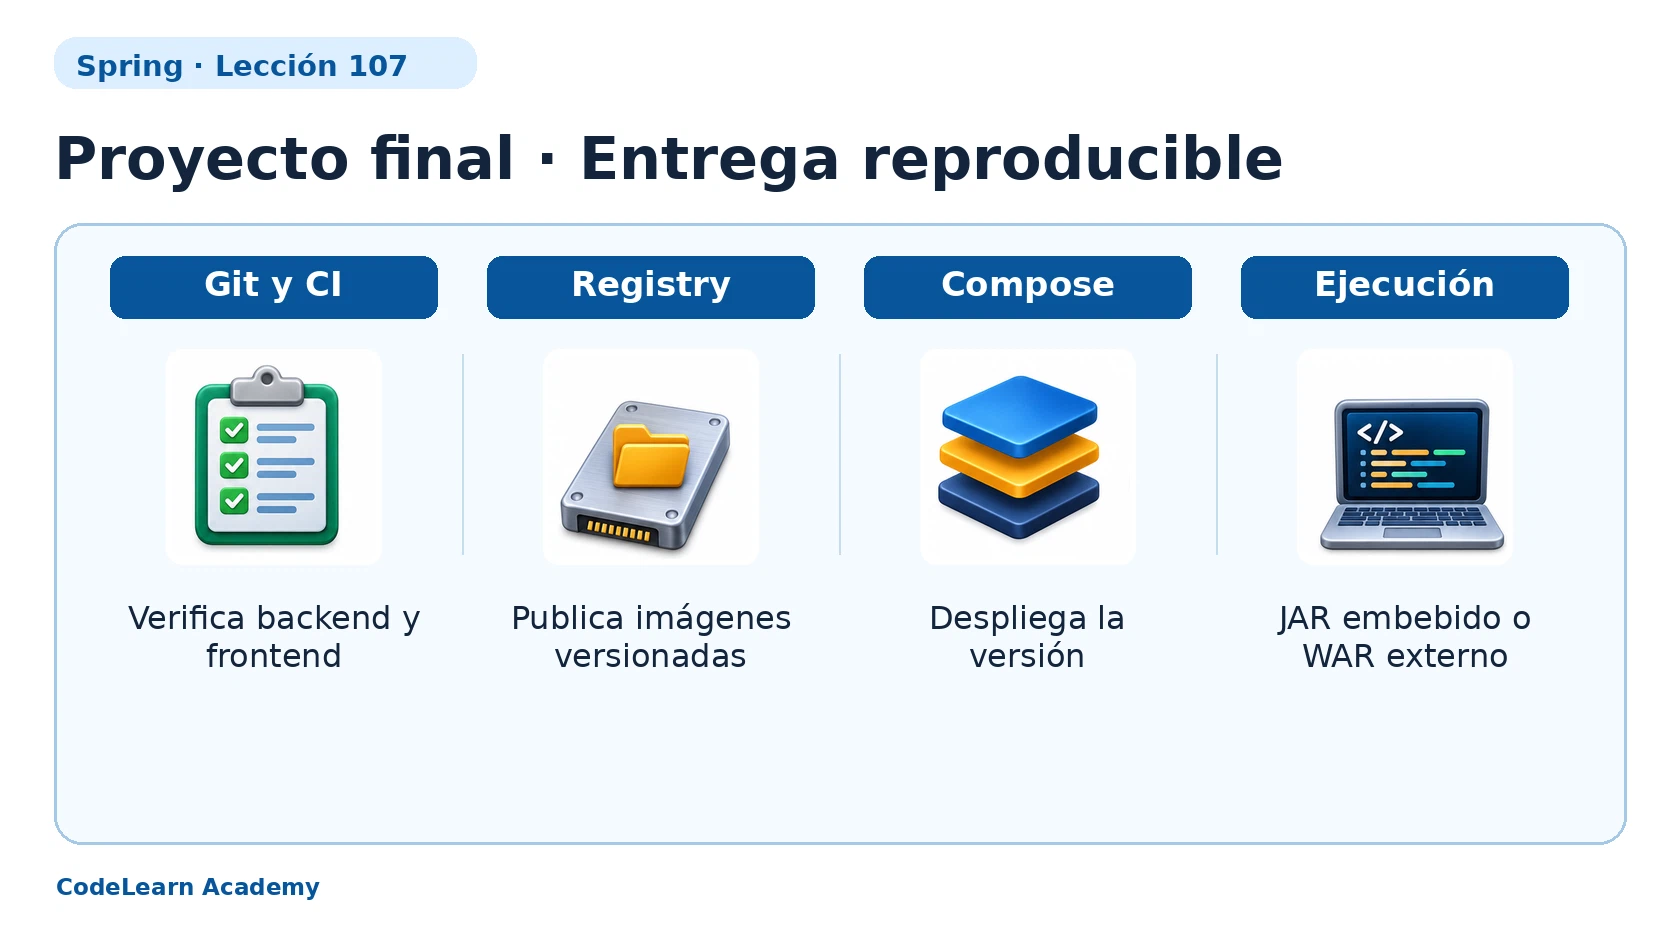 Spring · Lección 107
Proyecto final · Entrega reproducible
Git y CI
Registry
Compose
Ejecución
</>
Verifica backend y
frontend
Publica imágenes
versionadas
Despliega la
versión
JAR embebido o
WAR externo
CodeLearn Academy